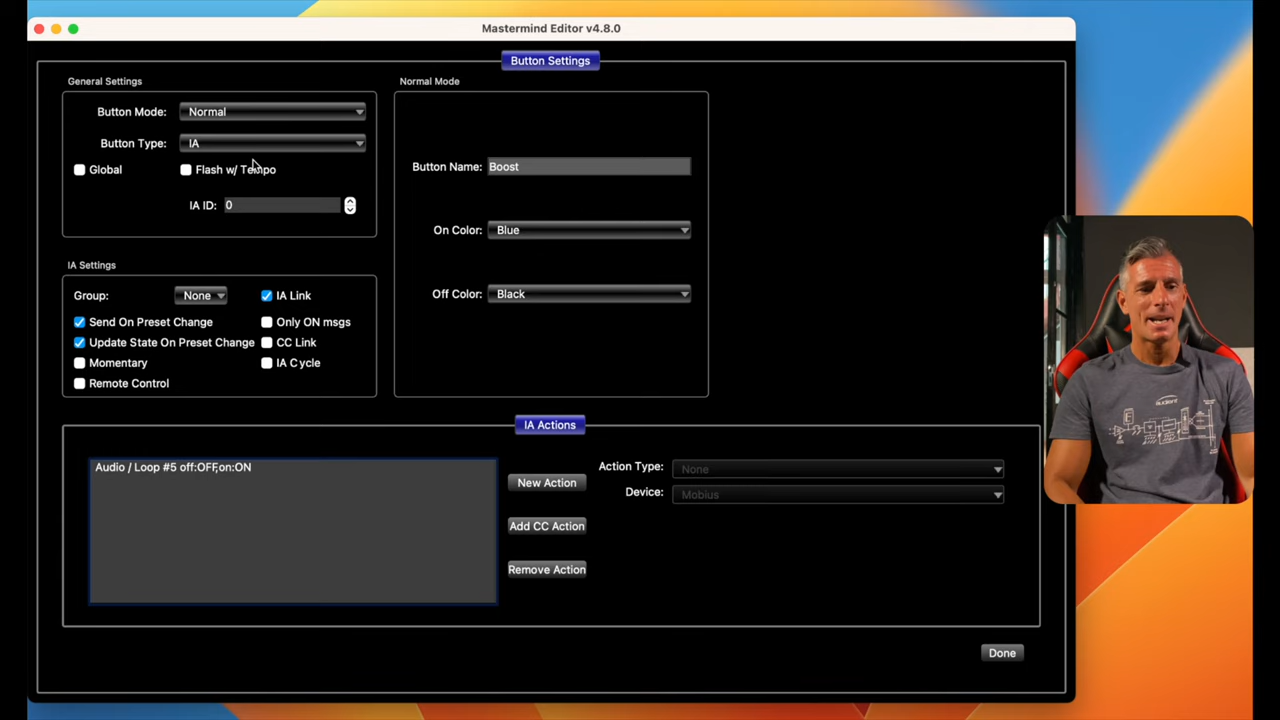 Mastermind Editor v4.8.0
Button Settings
General Settings
Button Mode: Normal
Button Type: IA
Global
Flash w/ Tempo
IA ID: 0
Normal Mode
Button Name: Boost
On Color: Blue
Off Color: Black
IA Settings
Group: None
IA Link
Send On Preset Change
Only ON msgs
Update State On Preset Change
CC Link
Momentary
IA Cycle
Remote Control
IA Actions
Audio / Loop #5 off:OFF,on:ON
New Action
Add CC Action
Remove Action
Action Type: None
Device: Mobius
Done
audient